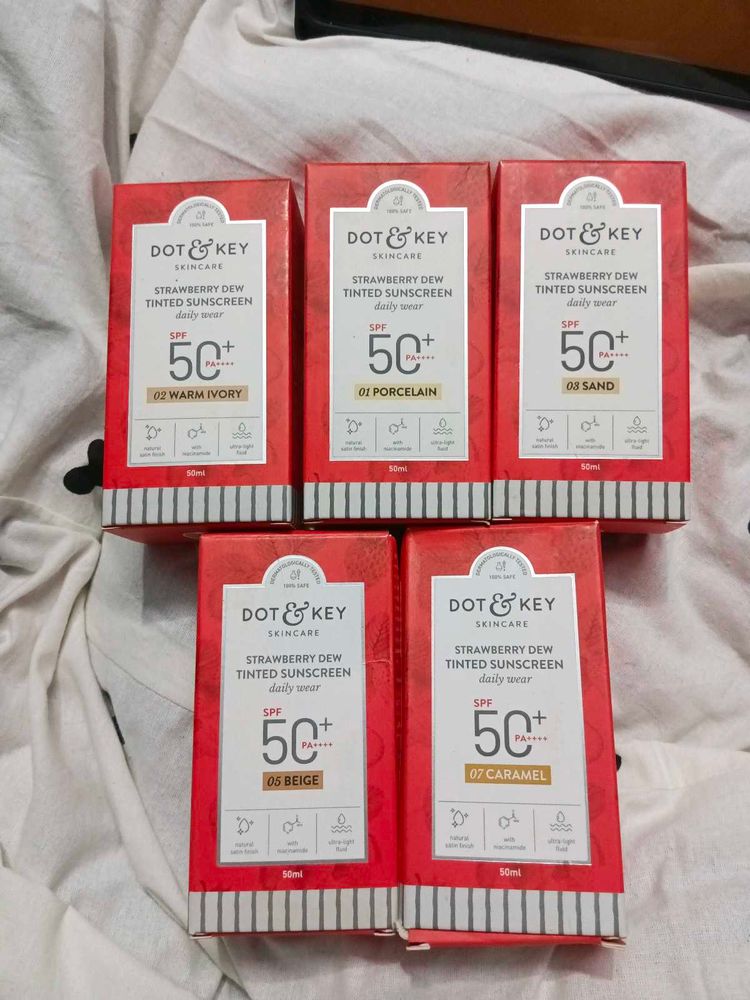 DERMATOLOGICALLY TESTED
100% SAFE
DOT & KEY
SKINCARE
STRAWBERRY DEW
TINTED SUNSCREEN
daily wear
SPF
50+
PA++++
02 WARM IVORY
natural
satin finish
with
niacinamide
ultra-light
fluid
50ml
DERMATOLOGICALLY TESTED
100% SAFE
DOT & KEY
SKINCARE
STRAWBERRY DEW
TINTED SUNSCREEN
daily wear
SPF
50+
PA++++
01 PORCELAIN
natural
satin finish
with
niacinamide
ultra-light
fluid
50ml
DERMATOLOGICALLY TESTED
100% SAFE
DOT & KEY
SKINCARE
STRAWBERRY DEW
TINTED SUNSCREEN
daily wear
SPF
50+
PA++++
03 SAND
natural
satin finish
with
niacinamide
ultra-light
fluid
50ml
DERMATOLOGICALLY TESTED
100% SAFE
DOT & KEY
SKINCARE
STRAWBERRY DEW
TINTED SUNSCREEN
daily wear
SPF
50+
PA++++
05 BEIGE
natural
satin finish
with
niacinamide
ultra-light
fluid
50ml
DERMATOLOGICALLY TESTED
100% SAFE
DOT & KEY
SKINCARE
STRAWBERRY DEW
TINTED SUNSCREEN
daily wear
SPF
50+
PA++++
07 CARAMEL
natural
satin finish
with
niacinamide
ultra-light
fluid
50ml